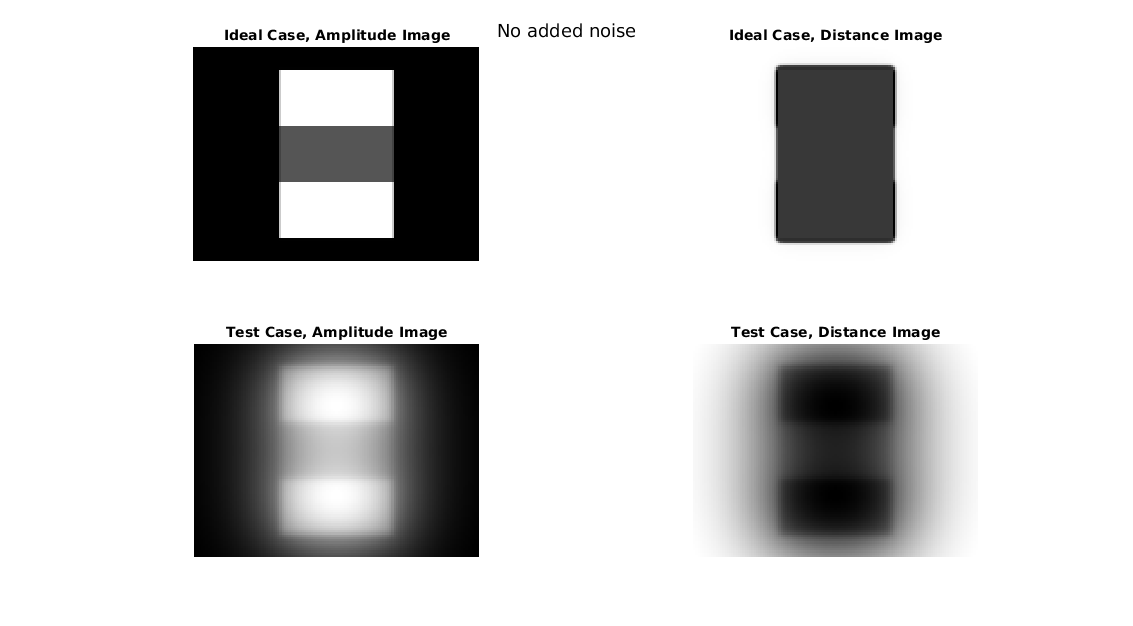 No added noise
Ideal Case, Amplitude Image
Ideal Case, Distance Image
Test Case, Amplitude Image
Test Case, Distance Image